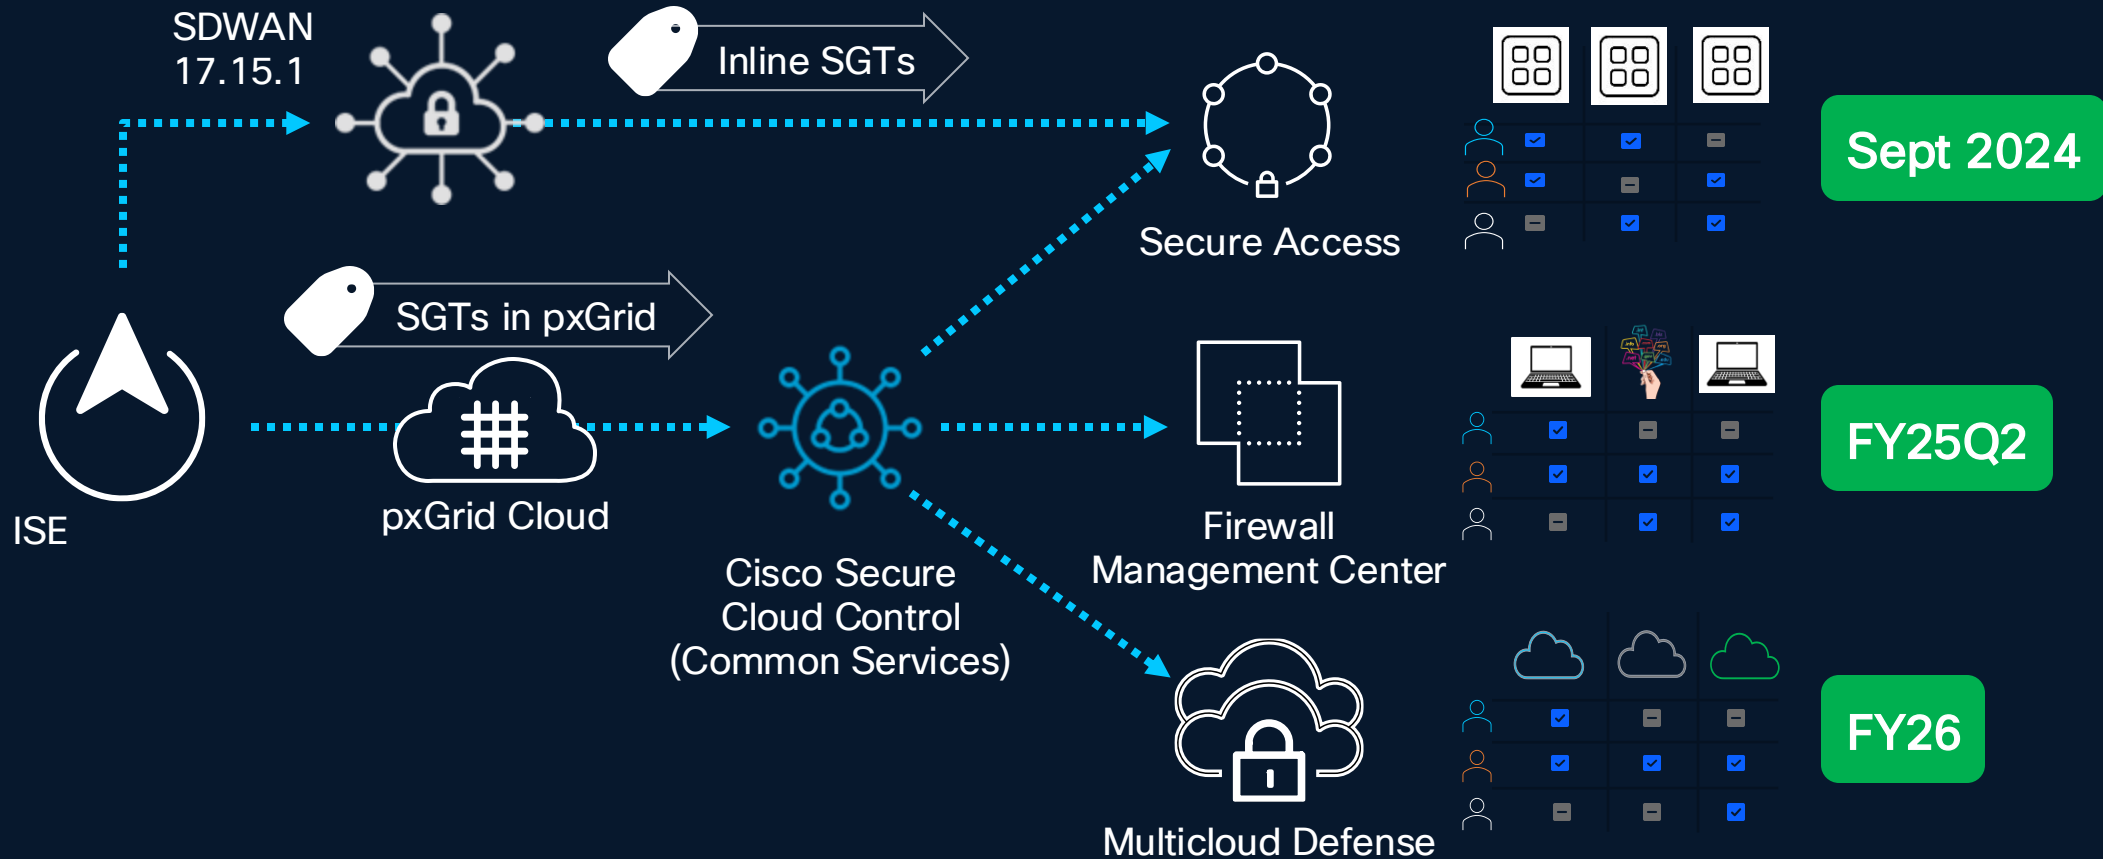 SDWAN
17.15.1
Inline SGTs
Secure Access
Sept 2024
SGTs in pxGrid
ISE
pxGrid Cloud
Cisco Secure
Cloud Control
(Common Services)
Firewall
Management Center
FY25Q2
Multicloud Defense
FY26